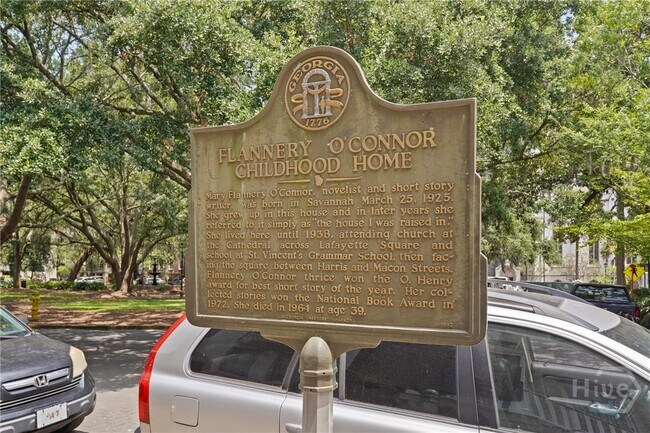 GEORGIA
1776
FLANNERY O'CONNOR
CHILDHOOD HOME
Mary Flannery O'Connor, novelist and short story
writer, was born in Savannah March 25, 1925.
She grew up in this house and in later years she
referred to it simply as "the house I was raised in."
She lived here until 1938, attending church at
the Cathedral across Lafayette Square and
school at St. Vincent's Grammar School, then fac-
ing the square between Harris and Macon Streets.
Flannery O'Connor thrice won the O. Henry
award for best short story of the year. Her col-
lected stories won the National Book Award in
1972. She died in 1964 at age 39.
Hive